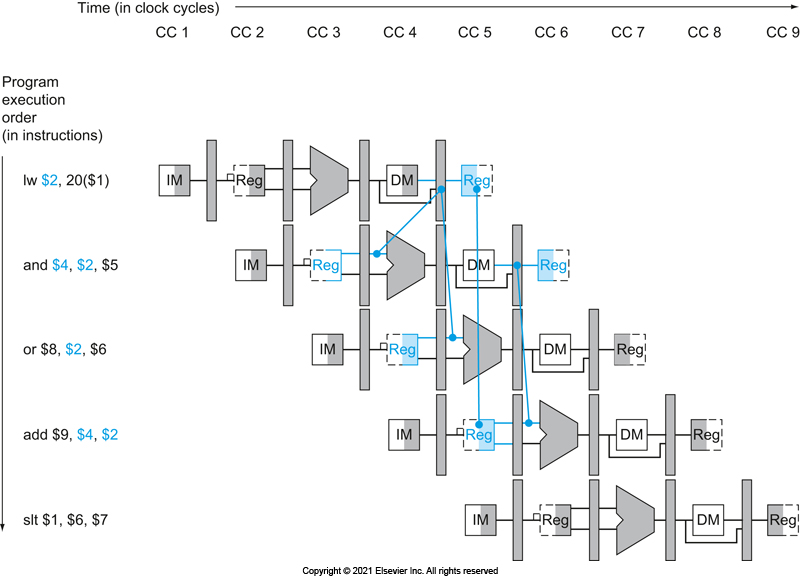 Time (in clock cycles)
CC 1 CC 2 CC 3 CC 4 CC 5 CC 6 CC 7 CC 8 CC 9
Program
execution
order
(in instructions)
lw $2, 20($1) IM Reg DM Reg
and $4, $2, $5 IM Reg DM Reg
or $8, $2, $6 IM Reg DM Reg
add $9, $4, $2 IM Reg DM Reg
slt $1, $6, $7 IM Reg DM Reg
Copyright © 2021 Elsevier Inc. All rights reserved